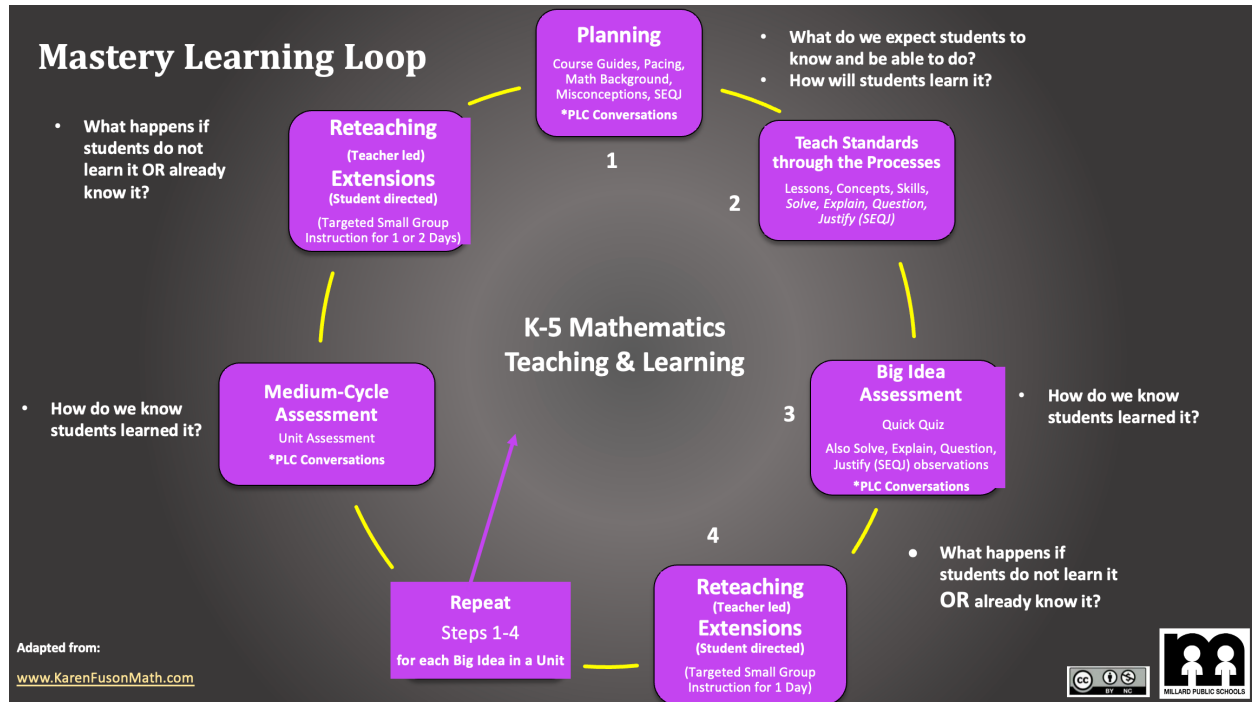 Mastery Learning Loop
Planning
Course Guides, Pacing,
Math Background,
Misconceptions, SEQJ
*PLC Conversations
1
• What do we expect students to
know and be able to do?
• How will students learn it?
Teach Standards
through the Processes
Lessons, Concepts, Skills,
Solve, Explain, Question,
Justify (SEQJ)
2
Big Idea
Assessment
Quick Quiz
Also Solve, Explain, Question,
Justify (SEQJ) observations
*PLC Conversations
3
• How do we know
students learned it?
4
Reteaching
(Teacher led)
Extensions
(Student directed)
(Targeted Small Group
Instruction for 1 Day)
• What happens if
students do not learn it
OR already know it?
Repeat
Steps 1-4
for each Big Idea in a Unit
Medium-Cycle
Assessment
Unit Assessment
*PLC Conversations
• How do we know
students learned it?
Reteaching
(Teacher led)
Extensions
(Student directed)
(Targeted Small Group
Instruction for 1 or 2 Days)
• What happens if
students do not
learn it OR already
know it?
K-5 Mathematics
Teaching & Learning
Adapted from:
www.KarenFusonMath.com
cc
BY NC
m
MILLARD PUBLIC SCHOOLS